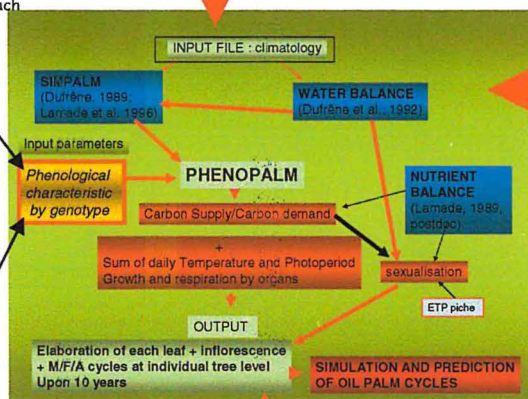 ach
INPUT FILE : climatology
SIMPALM
(Dufrêne, 1989,
Lamade et al. 1996)
WATER BALANCE
(Dufrêne et al., 1992)
Input parameters
Phenological
characteristic
by genotype
PHENOPALM
NUTRIENT
BALANCE
(Lamade, 1989,
postdoc)
Carbon Supply/Carbon demand
+
Sum of daily Temperature and Photoperiod
Growth and respiration by organs
sexualisation
ETP piche
OUTPUT
Elaboration of each leaf + inflorescence
+ M/F/A cycles at individual tree level
Upon 10 years
SIMULATION AND PREDICTION
OF OIL PALM CYCLES